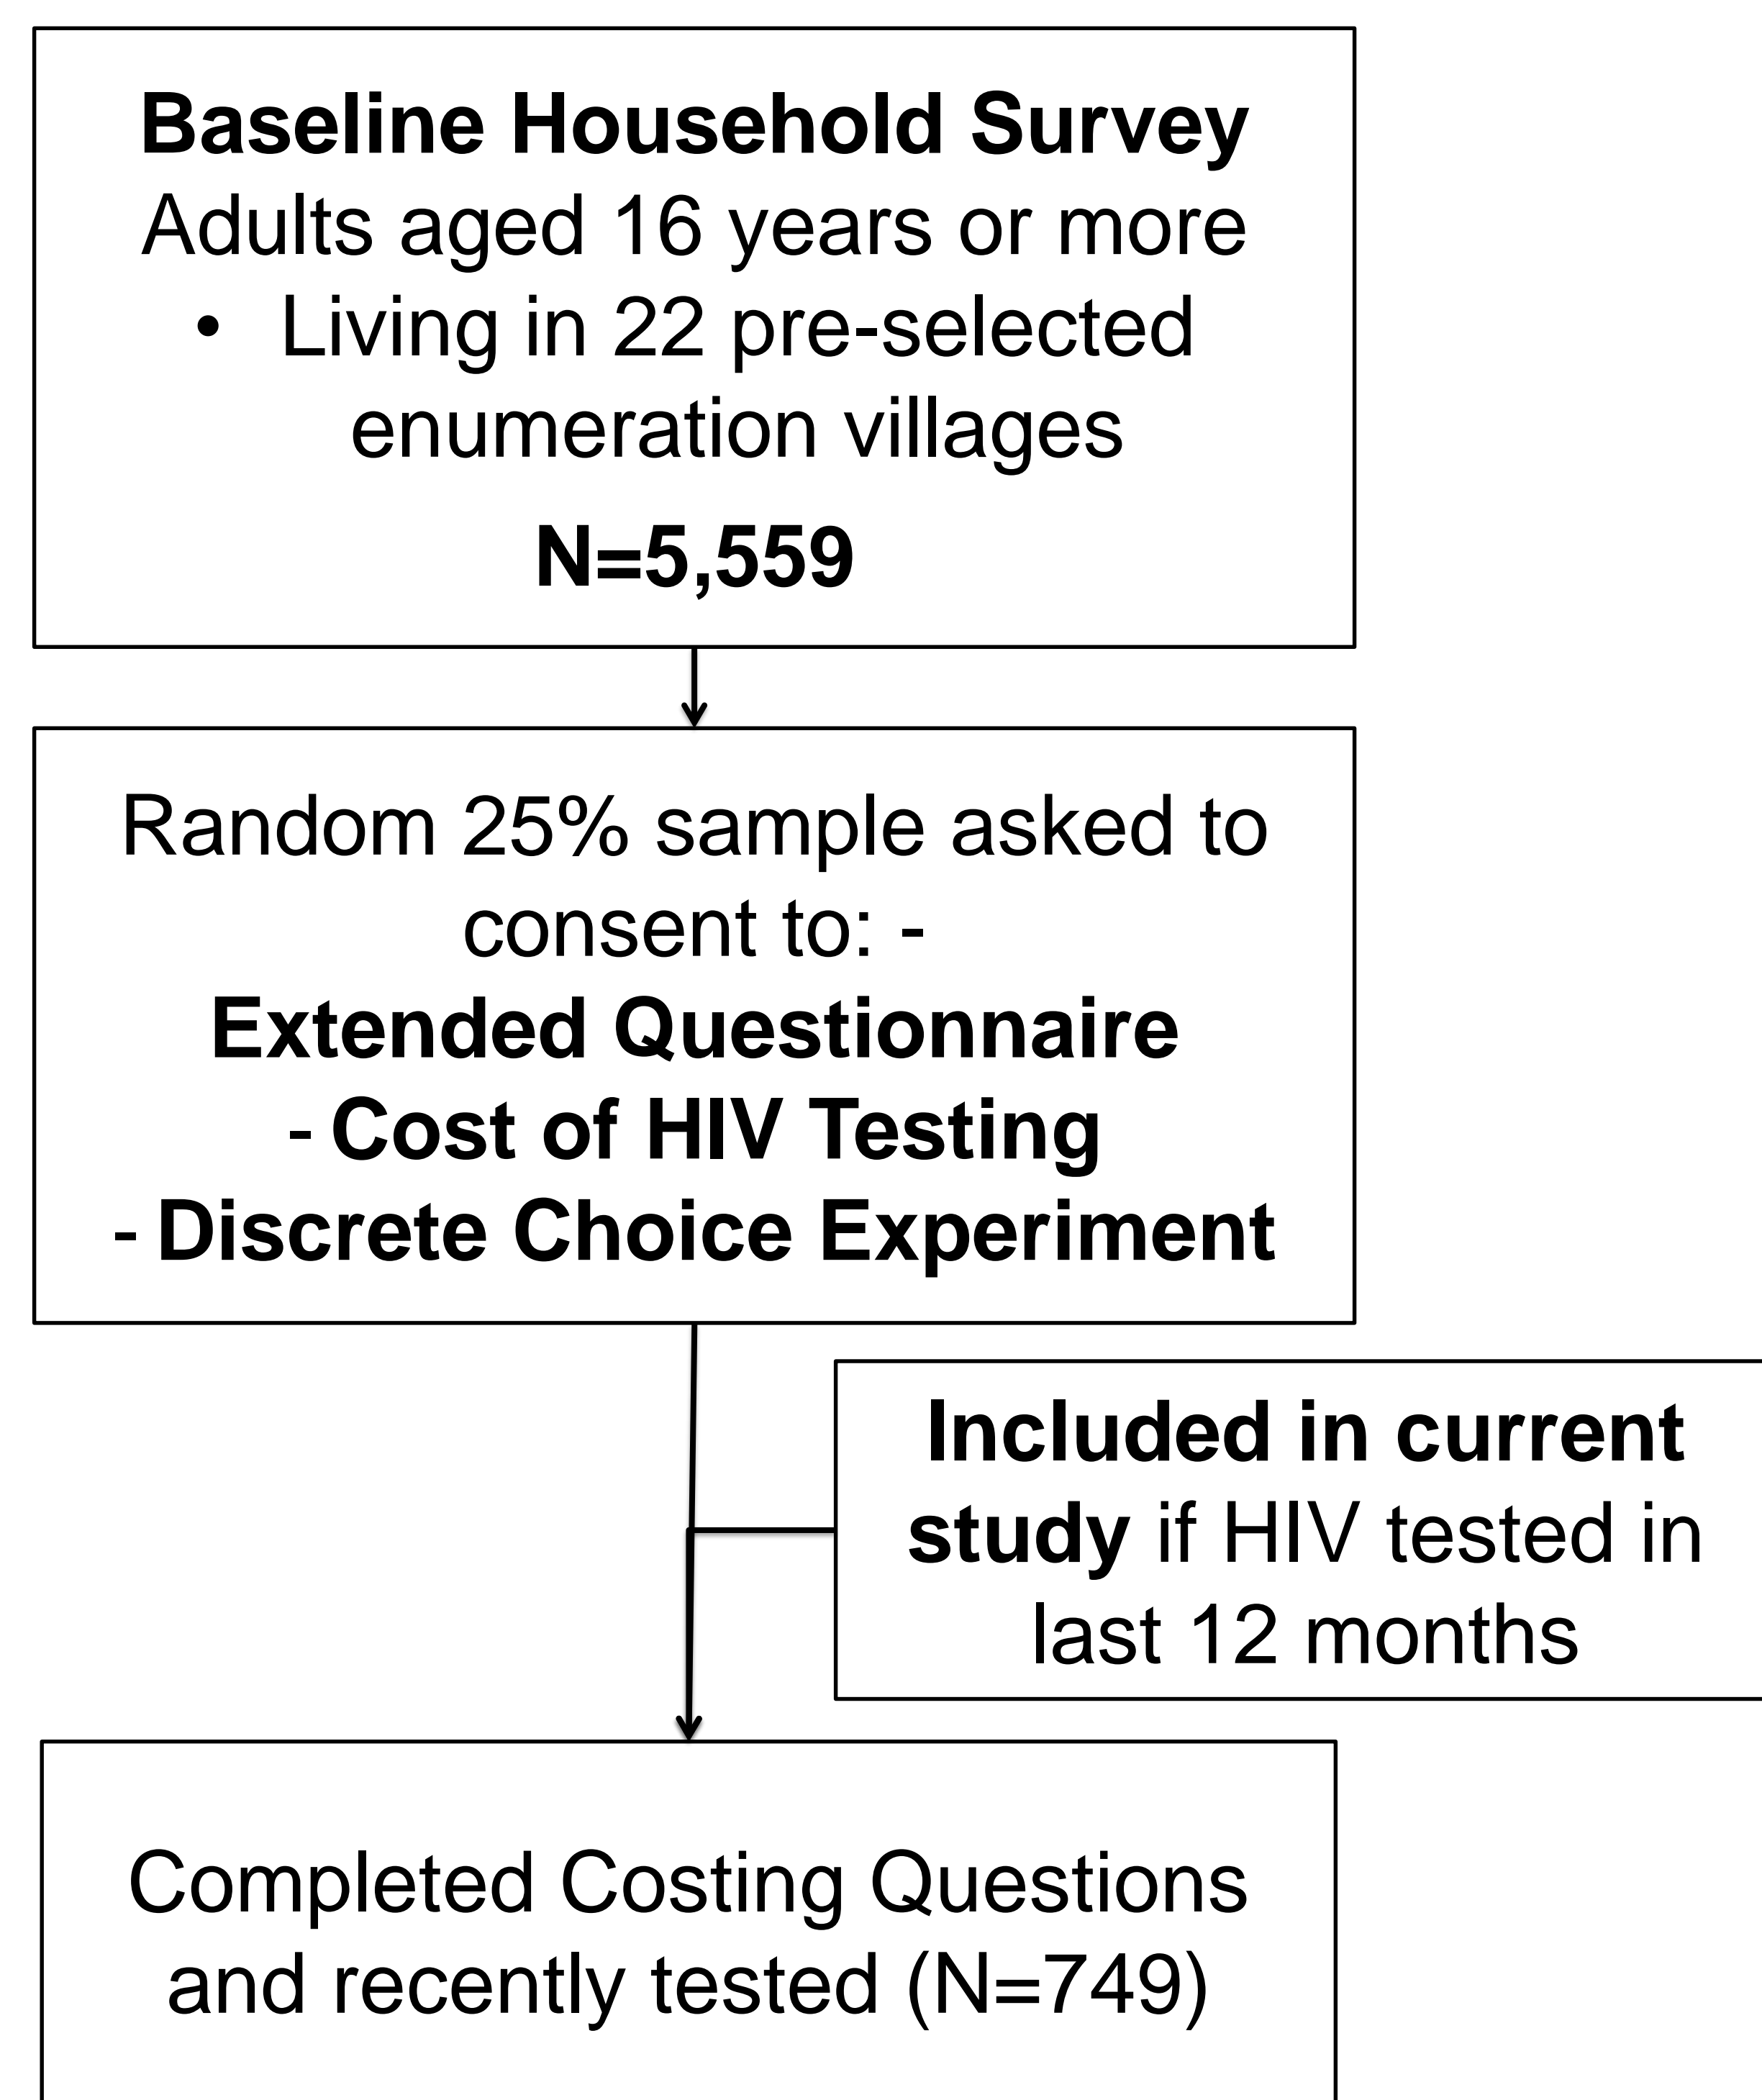 Baseline Household Survey
Adults aged 16 years or more
• Living in 22 pre-selected
enumeration villages
N=5,559
Random 25% sample asked to
consent to: -
Extended Questionnaire
- Cost of HIV Testing
- Discrete Choice Experiment
Included in current
study if HIV tested in
last 12 months
Completed Costing Questions
and recently tested (N=749)